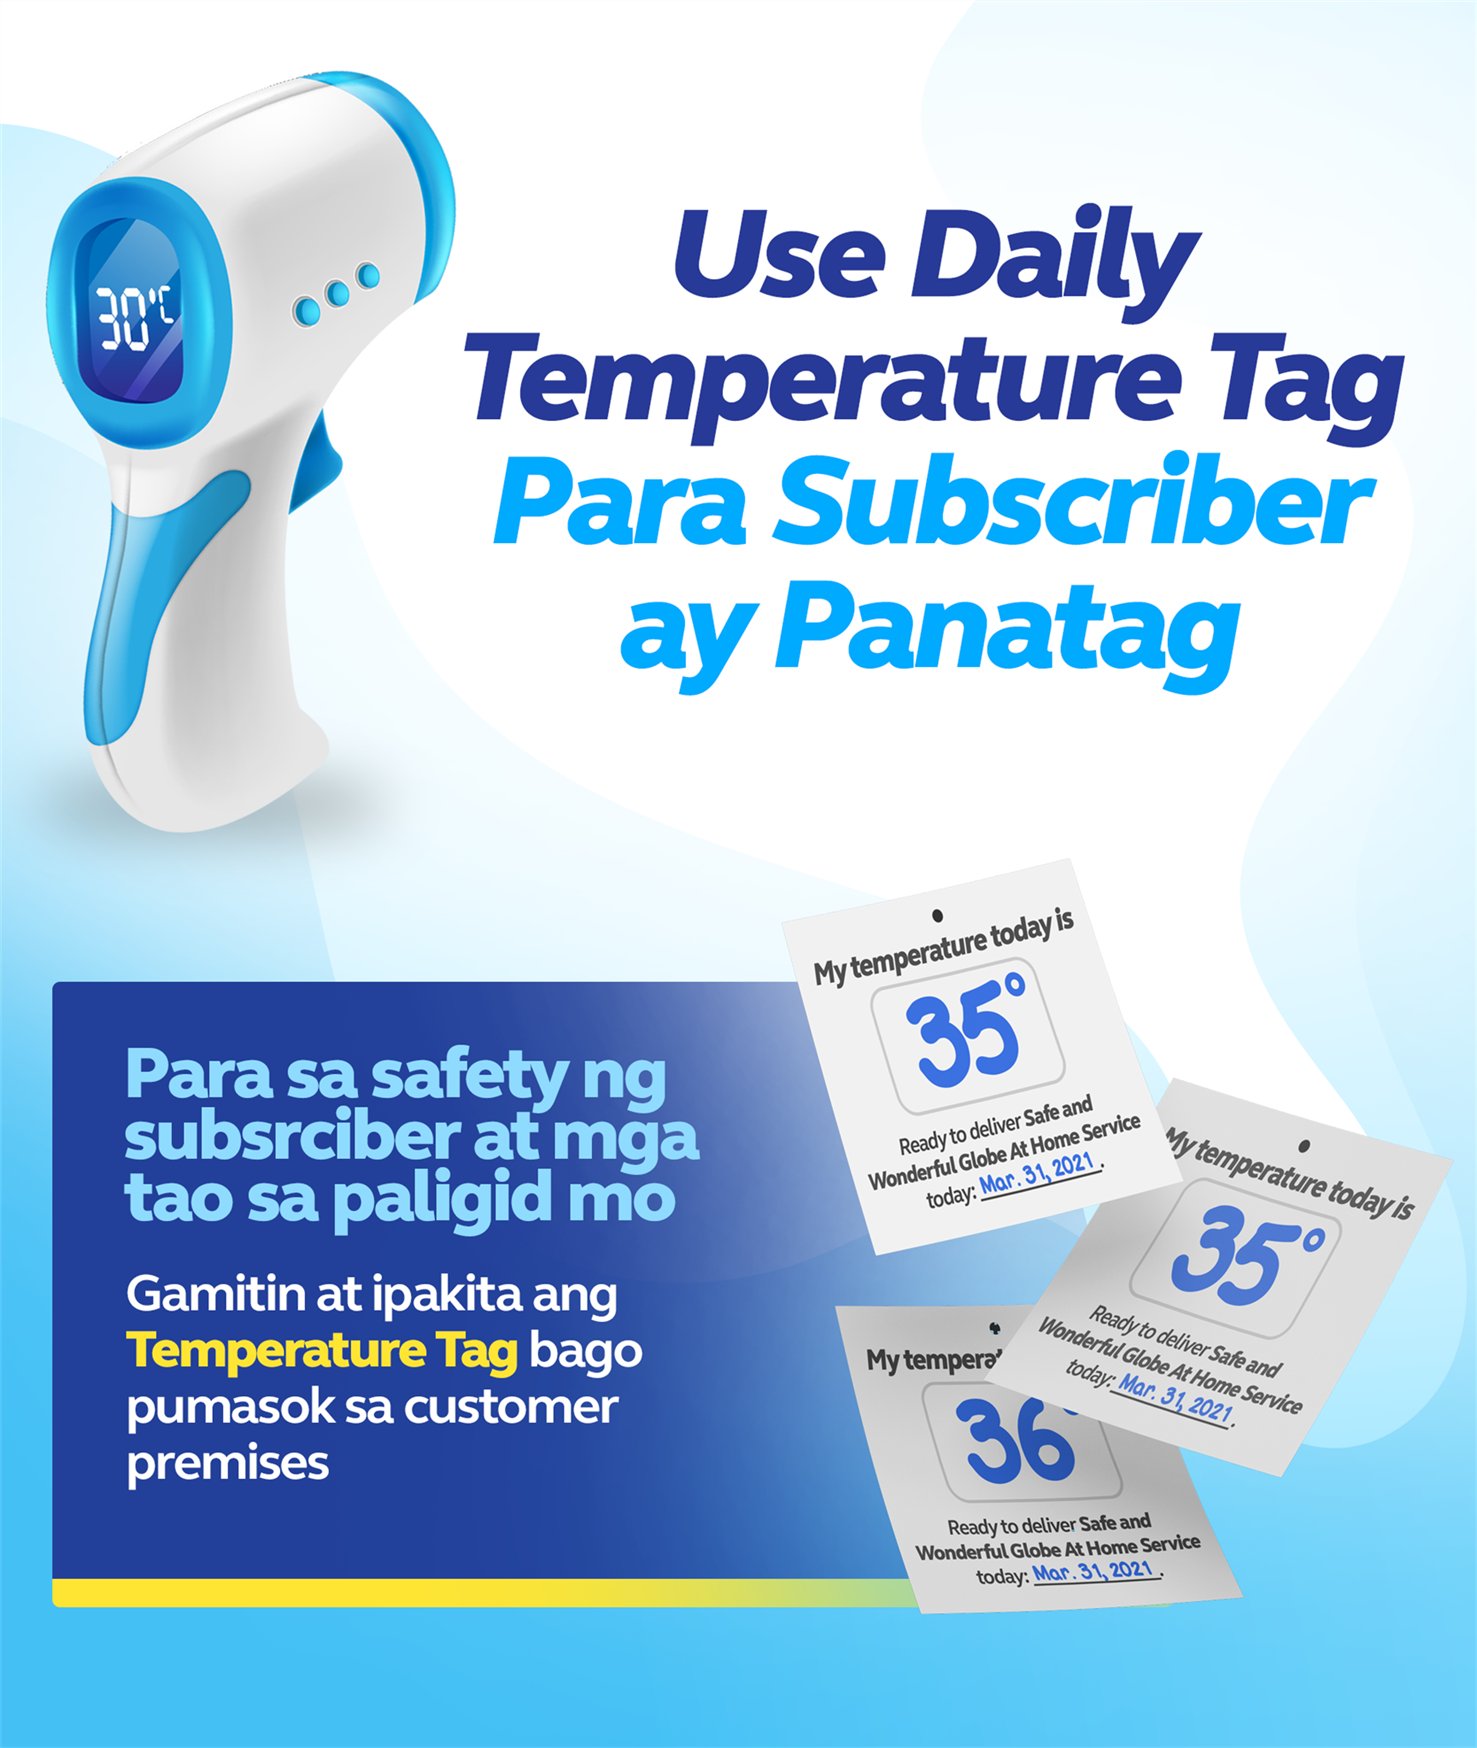 30°C
Use Daily
Temperature Tag
Para Subscriber
ay Panatag
My temperature today is
35°
Ready to deliver Safe and
Wonderful Globe At Home Service
today: Mar. 31, 2021.
My temperature today is
35°
Ready to deliver Safe and
Wonderful Globe At Home Service
today: Mar. 31, 2021.
My tempera
36°
Ready to deliver Safe and
Wonderful Globe At Home Service
today: Mar. 31, 2021.
Para sa safety ng
subsrciber at mga
tao sa paligid mo
Gamitin at ipakita ang
Temperature Tag bago
pumasok sa customer
premises